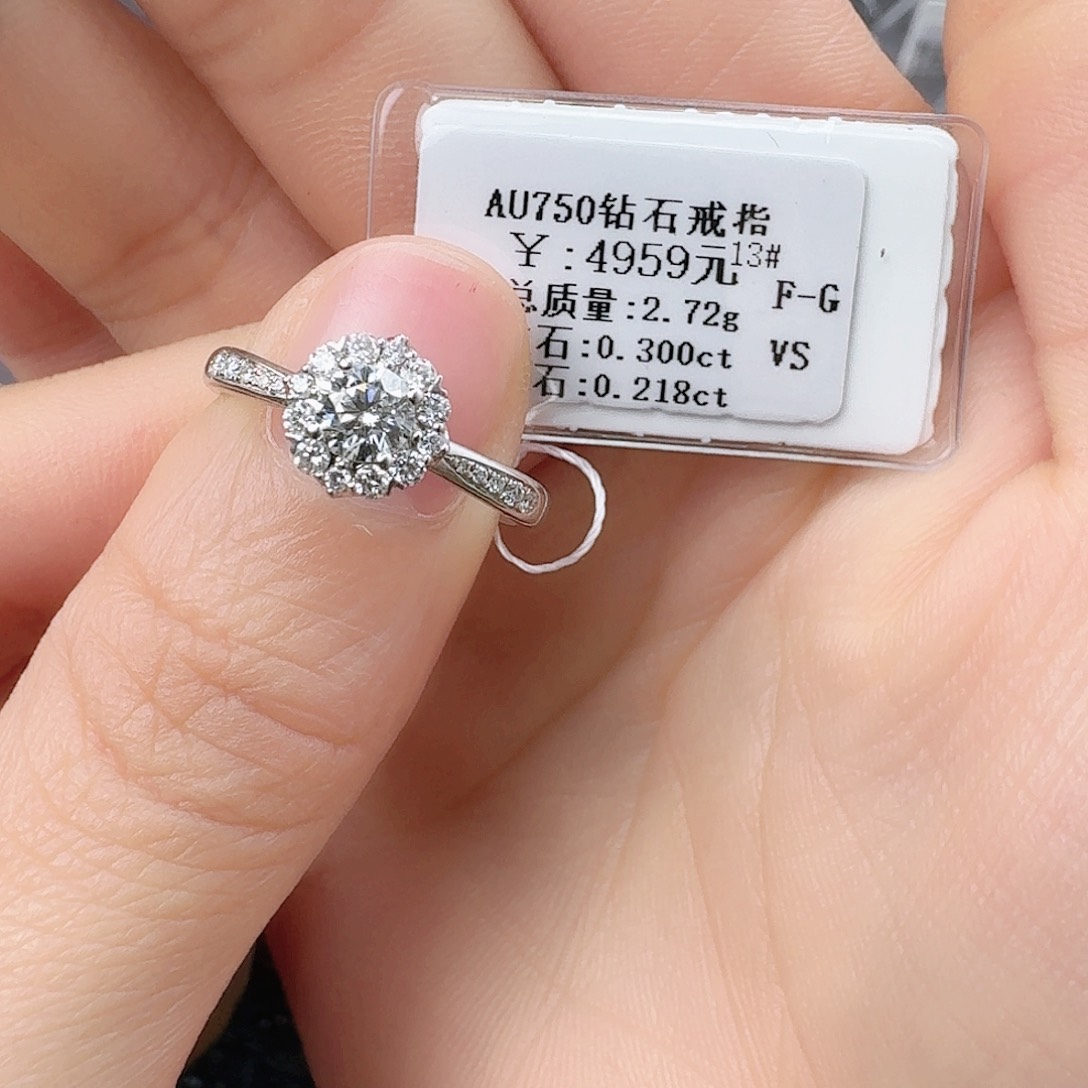 AU750钻石戒指
¥:4959元13#
F-G
总质量:2.72g
石:0.300ct VS
石:0.218ct